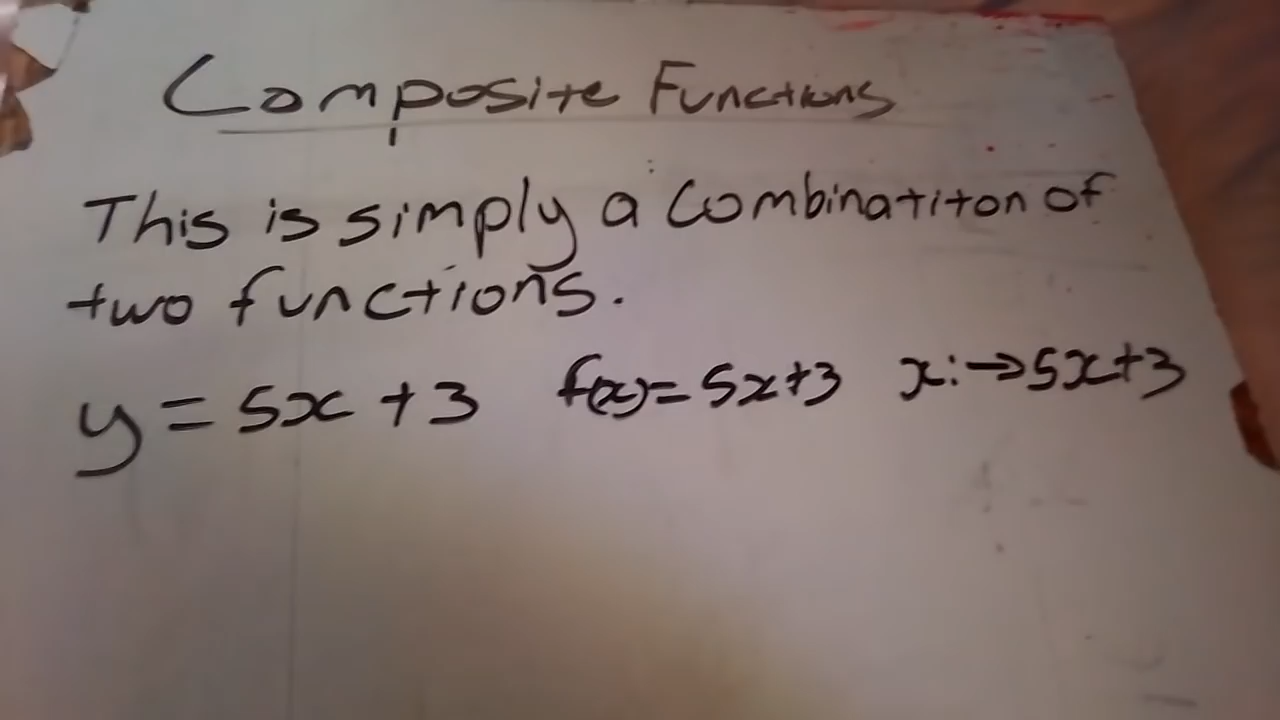 Composite Functions
This is simply a combinatiton of
two functions.
y = 5x + 3 f(x) = 5x+3 x: → 5x+3